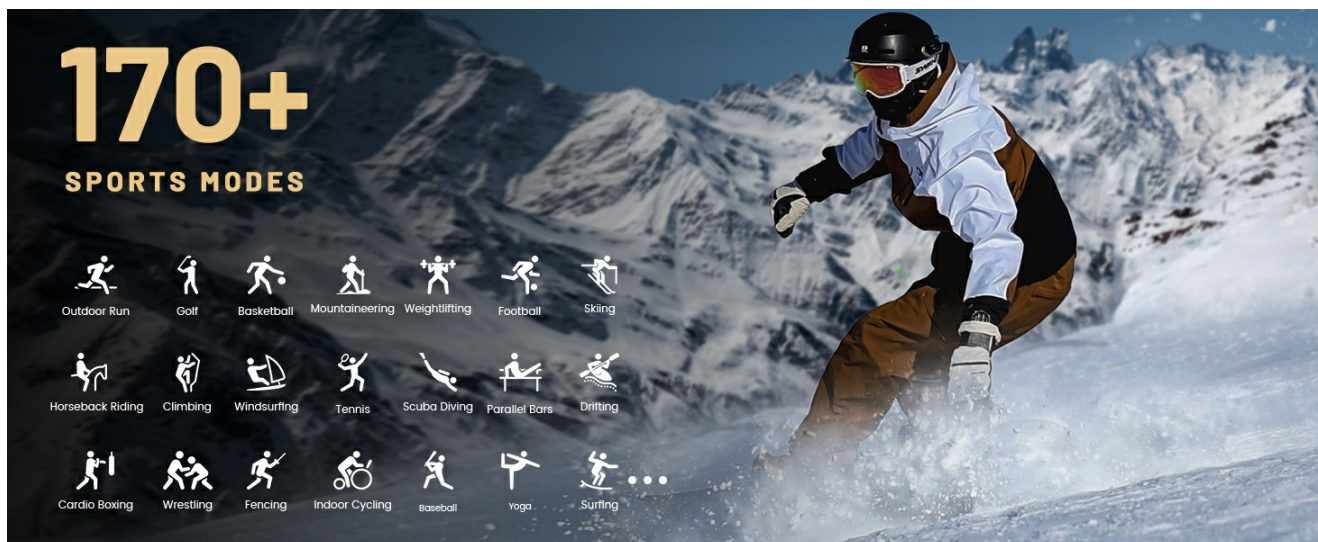 170+
SPORTS MODES
Outdoor Run Golf Basketball Mountaineering Weightlifting Football Skiing
Horseback Riding Climbing Windsurfing Tennis Scuba Diving Parallel Bars Drifting
Cardio Boxing Wrestling Fencing Indoor Cycling Baseball Yoga Surfing